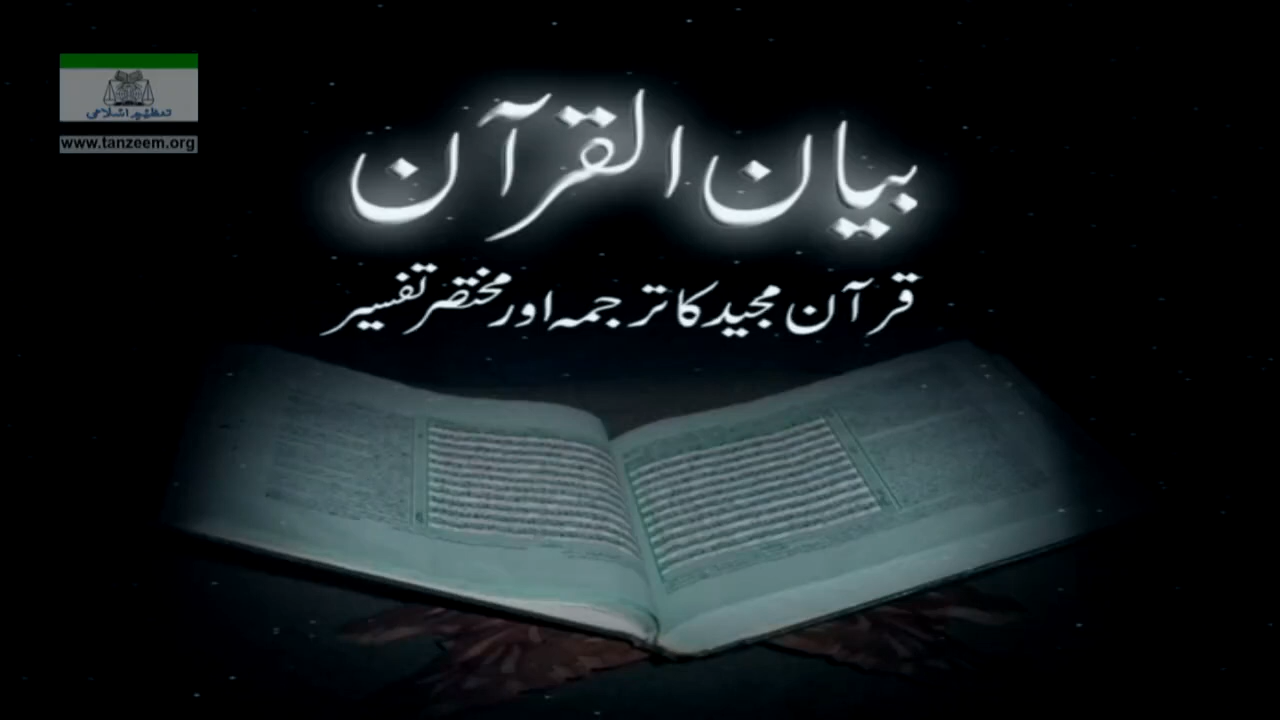 تنظیم اسلامی
www.tanzeem.org
بیان القرآن
قرآن مجید کا ترجمہ اور مختصر تفسیر